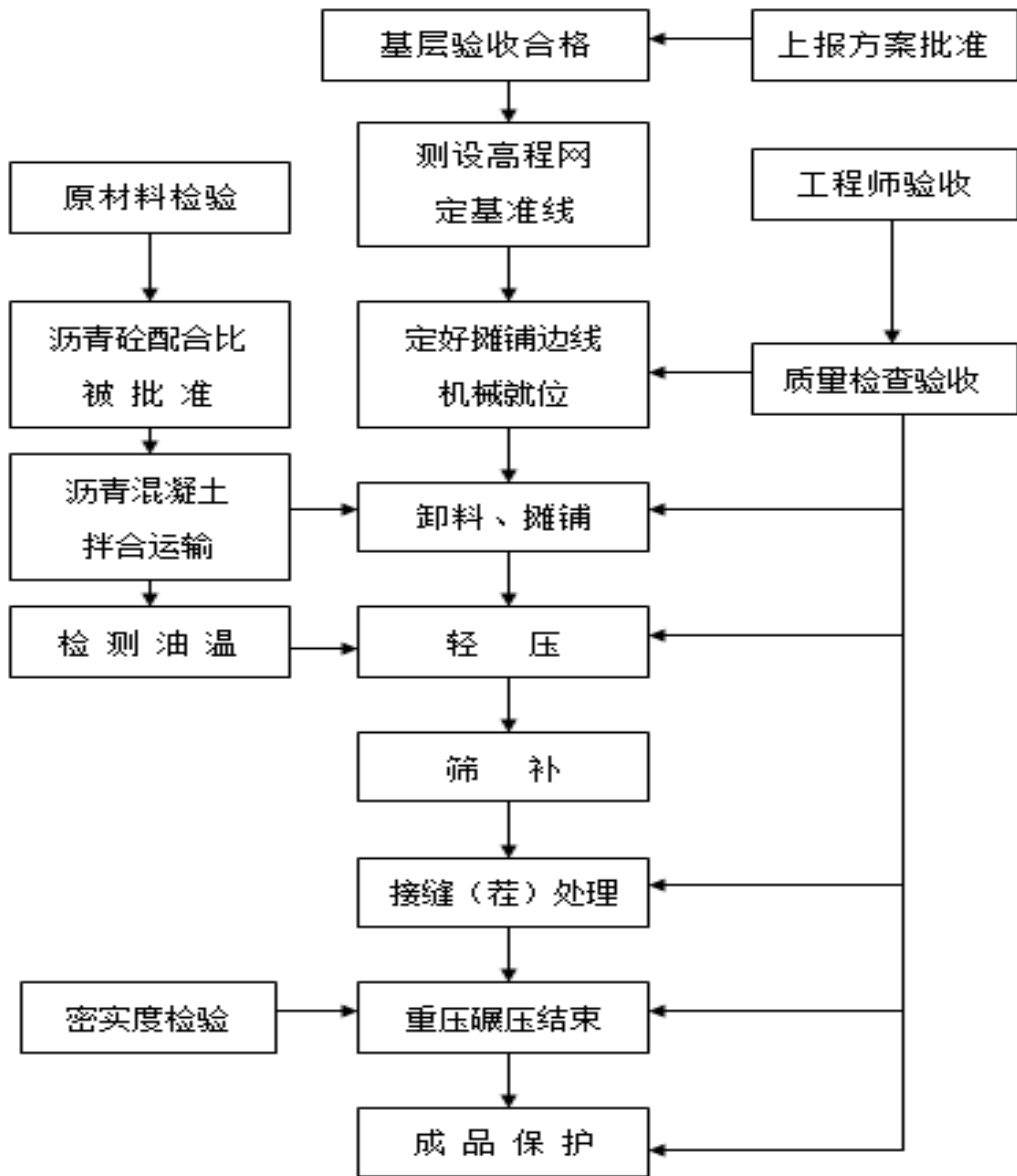 基层验收合格
上报方案批准
测设高程网
定基准线
原材料检验
工程师验收
沥青砼配合比
被 批 准
定好摊铺边线
机械就位
质量检查验收
沥青混凝土
拌合运输
卸料、摊铺
检 测 油 温
轻 压
筛 补
接缝（茬）处理
密实度检验
重压碾压结束
成 品 保 护